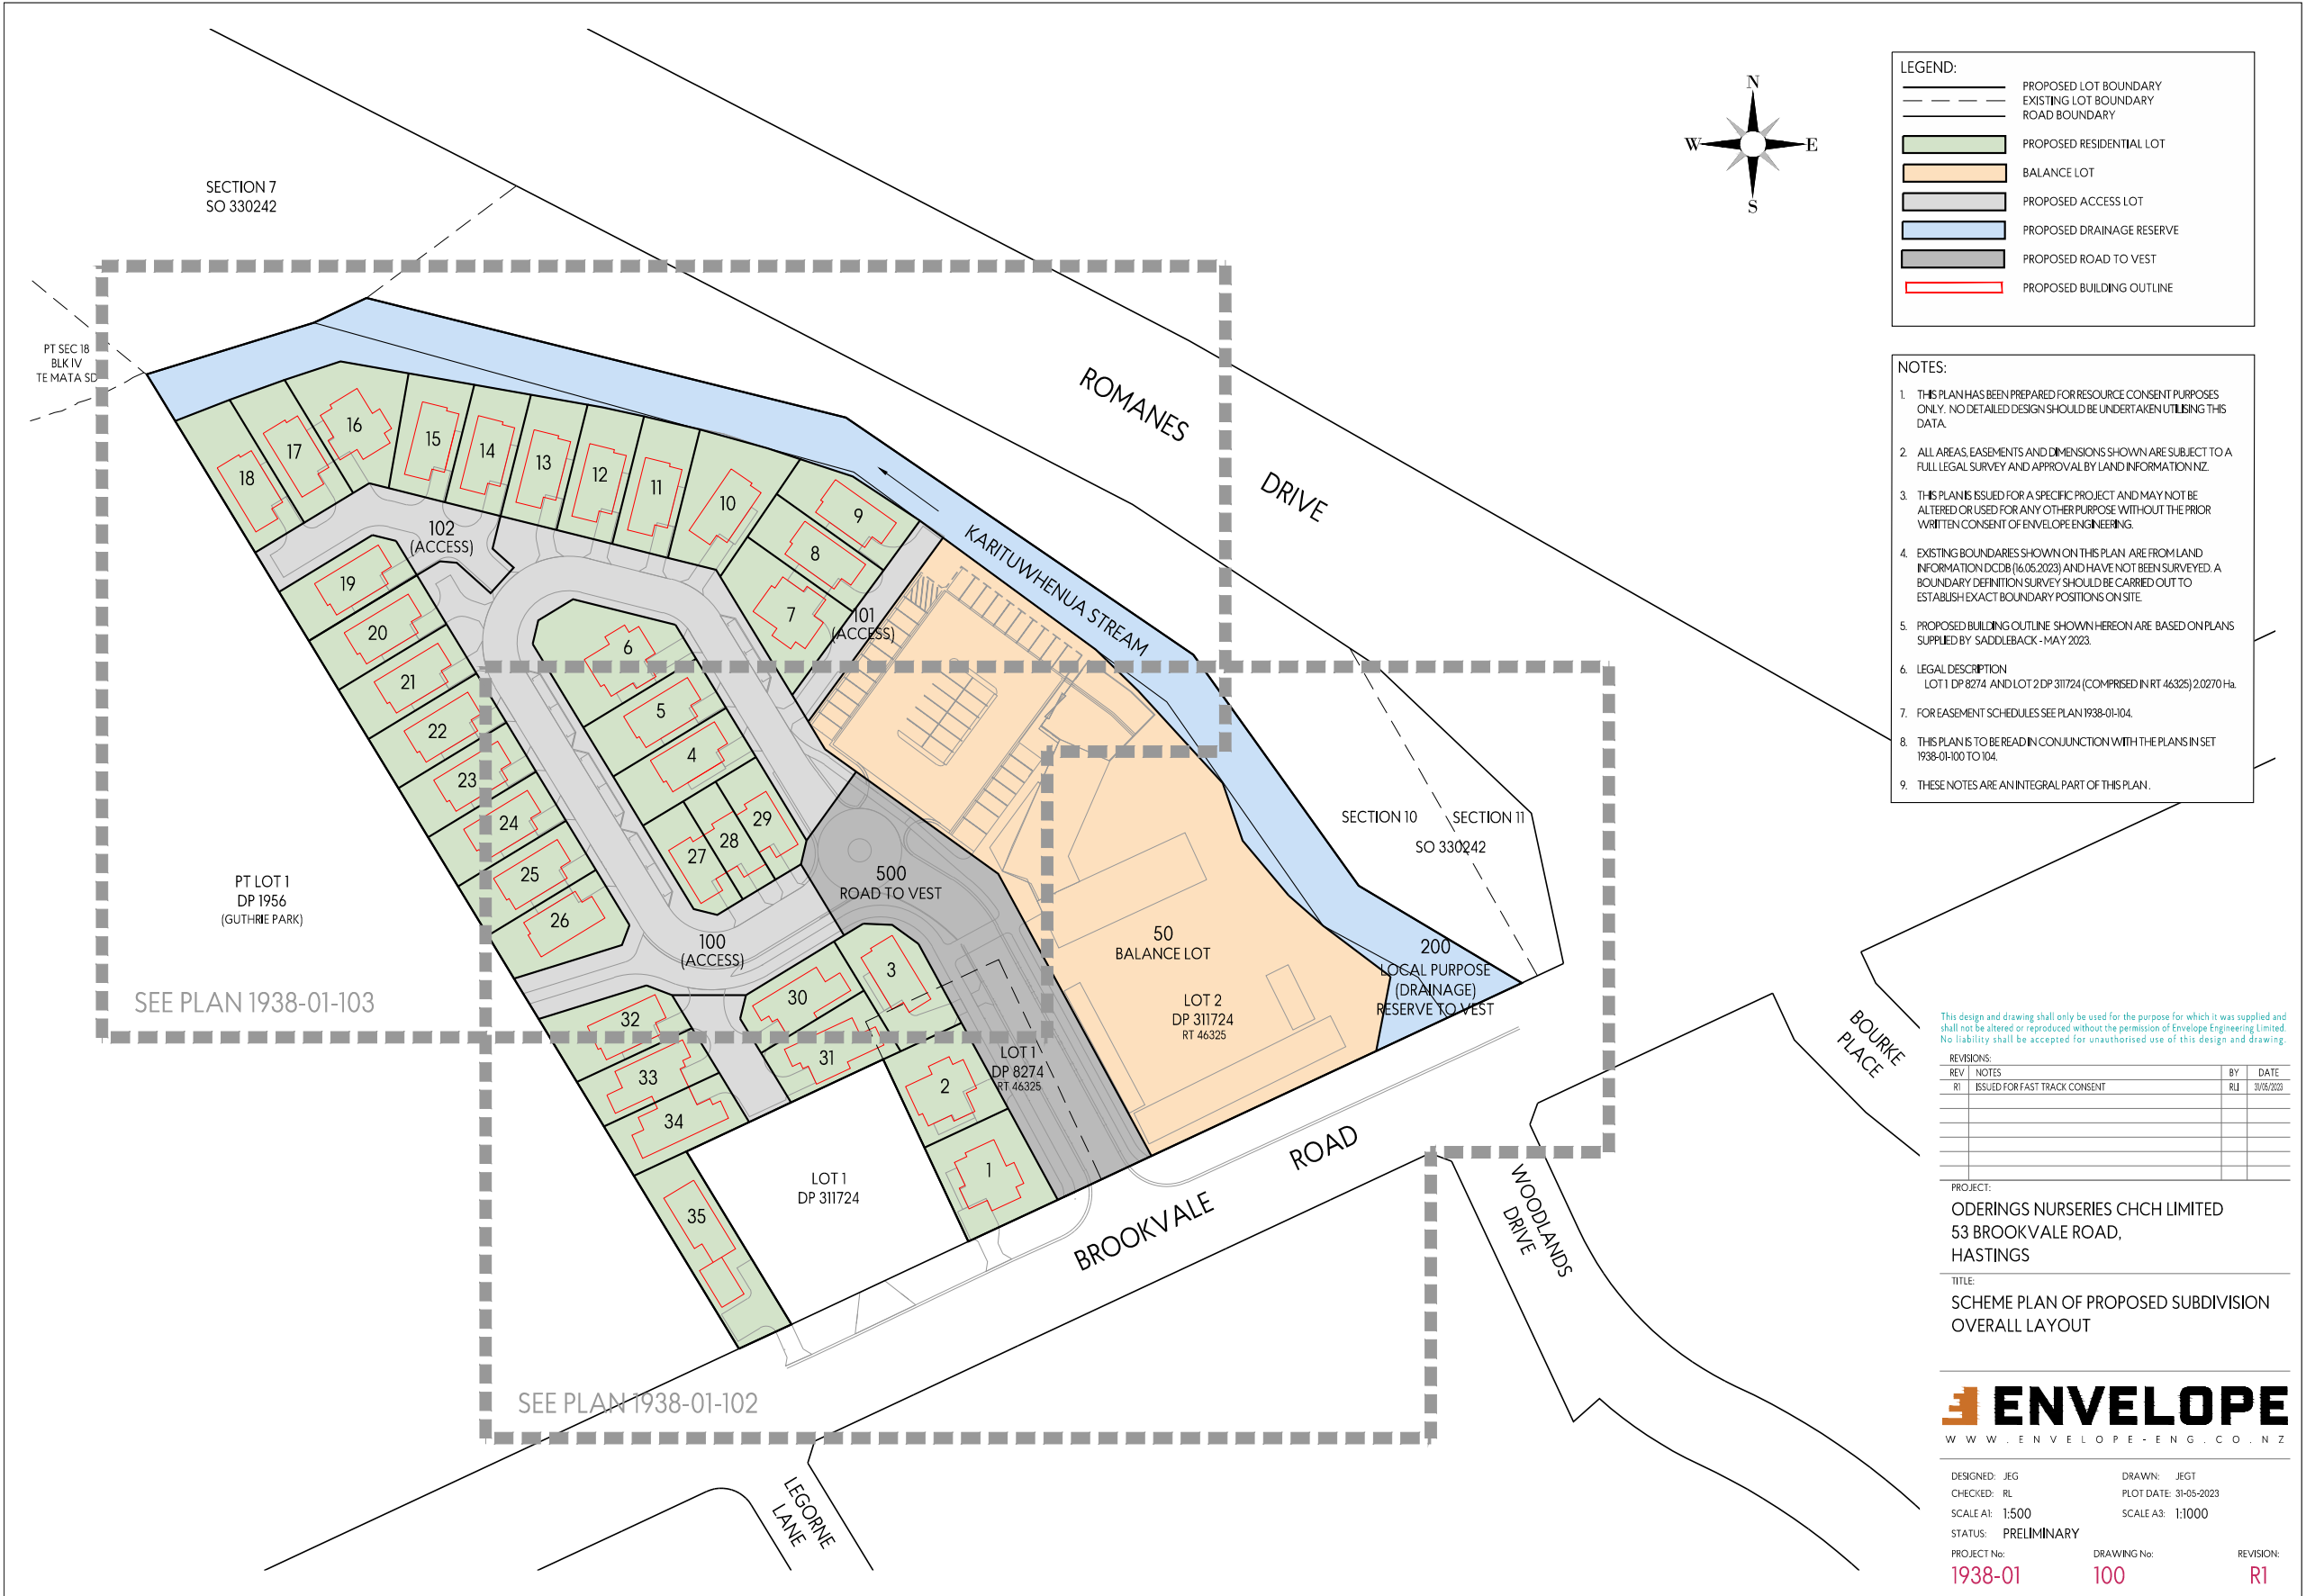 SECTION 7
SO 330242
PT SEC 18
BLK IV
TE MATA SD
N
W
E
S
ROMANES
DRIVE
KARITUWHENUA STREAM
16
15
14
13
12
11
10
9
8
7
17
18
102
(ACCESS)
101
(ACCESS)
19
20
21
22
23
24
25
26
6
5
4
27
28
29
500
ROAD TO VEST
100
(ACCESS)
PT LOT 1
DP 1956
(GUTHRIE PARK)
SEE PLAN 1938-01-103
3
30
31
32
33
34
35
2
1
LOT 1
DP 8274
RT 46325
LOT 1
DP 311724
50
BALANCE LOT
LOT 2
DP 311724
RT 46325
200
LOCAL PURPOSE
(DRAINAGE)
RESERVE TO VEST
SECTION 10
SECTION 11
SO 330242
BROOKVALE
ROAD
WOODLANDS
DRIVE
BOURKE
PLACE
LEGORNE
LANE
SEE PLAN 1938-01-102
LEGEND:
PROPOSED LOT BOUNDARY
EXISTING LOT BOUNDARY
ROAD BOUNDARY
PROPOSED RESIDENTIAL LOT
BALANCE LOT
PROPOSED ACCESS LOT
PROPOSED DRAINAGE RESERVE
PROPOSED ROAD TO VEST
PROPOSED BUILDING OUTLINE
NOTES:
1. THIS PLAN HAS BEEN PREPARED FOR RESOURCE CONSENT PURPOSES
ONLY. NO DETAILED DESIGN SHOULD BE UNDERTAKEN UTILISING THIS
DATA.
2. ALL AREAS, EASEMENTS AND DIMENSIONS SHOWN ARE SUBJECT TO A
FULL LEGAL SURVEY AND APPROVAL BY LAND INFORMATION NZ.
3. THIS PLAN IS ISSUED FOR A SPECIFIC PROJECT AND MAY NOT BE
ALTERED OR USED FOR ANY OTHER PURPOSE WITHOUT THE PRIOR
WRITTEN CONSENT OF ENVELOPE ENGINEERING.
4. EXISTING BOUNDARIES SHOWN ON THIS PLAN ARE FROM LAND
INFORMATION DCDB (16.05.2023) AND HAVE NOT BEEN SURVEYED. A
BOUNDARY DEFINITION SURVEY SHOULD BE CARRIED OUT TO
ESTABLISH EXACT BOUNDARY POSITIONS ON SITE.
5. PROPOSED BUILDING OUTLINE SHOWN HEREON ARE BASED ON PLANS
SUPPLIED BY SADDLEBACK - MAY 2023.
6. LEGAL DESCRIPTION
LOT 1 DP 8274 AND LOT 2 DP 311724 (COMPRISED IN RT 46325) 2.0270 Ha.
7. FOR EASEMENT SCHEDULES SEE PLAN 1938-01-104.
8. THIS PLAN IS TO BE READ IN CONJUNCTION WITH THE PLANS IN SET
1938-01-100 TO 104.
9. THESE NOTES ARE AN INTEGRAL PART OF THIS PLAN.
This design and drawing shall only be used for the purpose for which it was supplied and
shall not be altered or reproduced without the permission of Envelope Engineering Limited.
No liability shall be accepted for unauthorised use of this design and drawing.
REVISIONS:
REV NOTES BY DATE
R1 ISSUED FOR FAST TRACK CONSENT RLI 31/05/2023
PROJECT:
ODERINGS NURSERIES CHCH LIMITED
53 BROOKVALE ROAD,
HASTINGS
TITLE:
SCHEME PLAN OF PROPOSED SUBDIVISION
OVERALL LAYOUT
ENVELOPE
WWW.ENVELOPE-ENG.CO.NZ
DESIGNED: JEG DRAWN: JEGT
CHECKED: RL PLOT DATE: 31-05-2023
SCALE A1: 1:500 SCALE A3: 1:1000
STATUS: PRELIMINARY
PROJECT No: DRAWING No: REVISION:
1938-01 100 R1